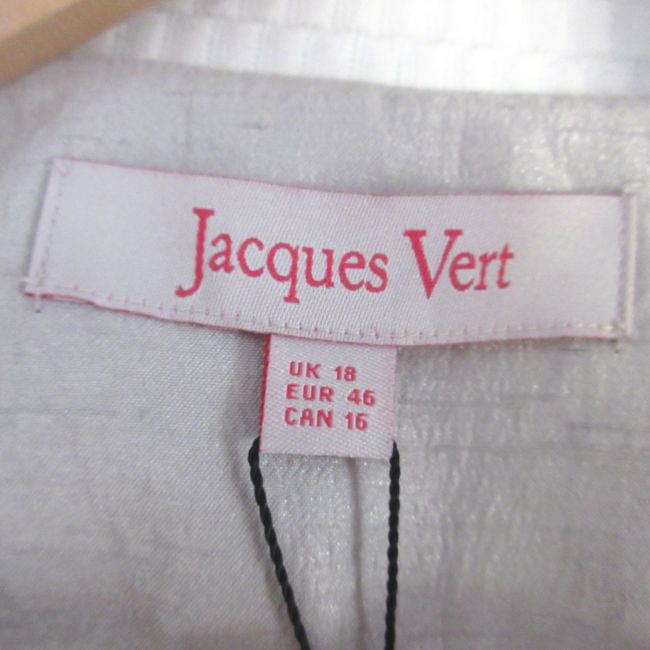 Jacques Vert
UK 18
EUR 46
CAN 16